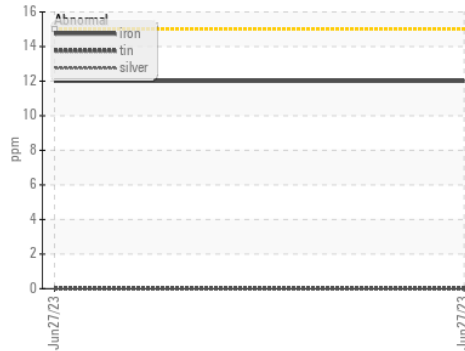 16
Abnormal
iron
14
tin
silver
12
10
ppm
8
6
4
2
0
Jun27/23
Jun27/23